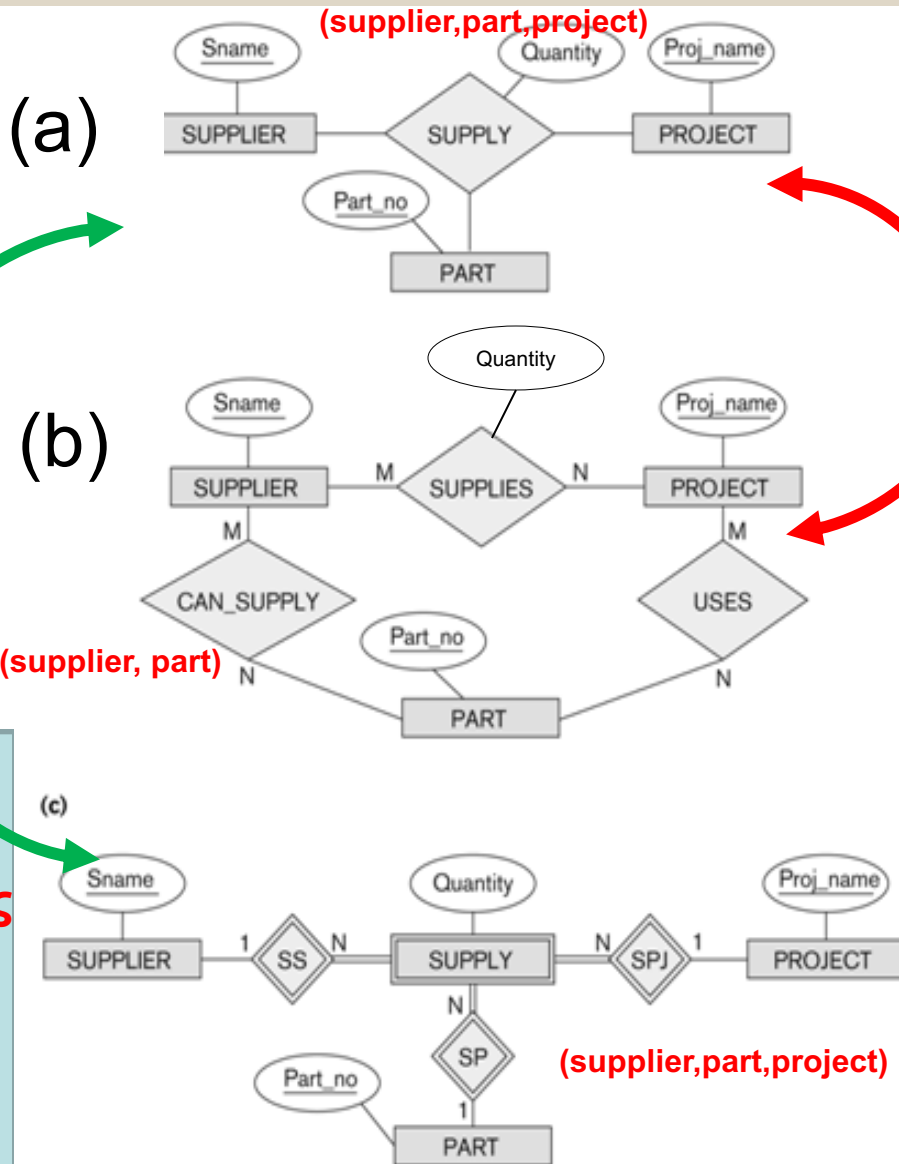 (supplier,part,project)
Sname
Quantity
Proj_name
(a)
SUPPLIER
SUPPLY
PROJECT
Part_no
PART
Quantity
Sname
Proj_name
(b)
SUPPLIER
M
SUPPLIES
N
PROJECT
M
M
CAN_SUPPLY
USES
Part_no
(supplier, part)
N
N
PART
(c)
Sname
Quantity
Proj_name
s
SUPPLIER
1
SS
N
SUPPLY
N
SPJ
1
PROJECT
N
SP
(supplier,part,project)
Part_no
1
PART